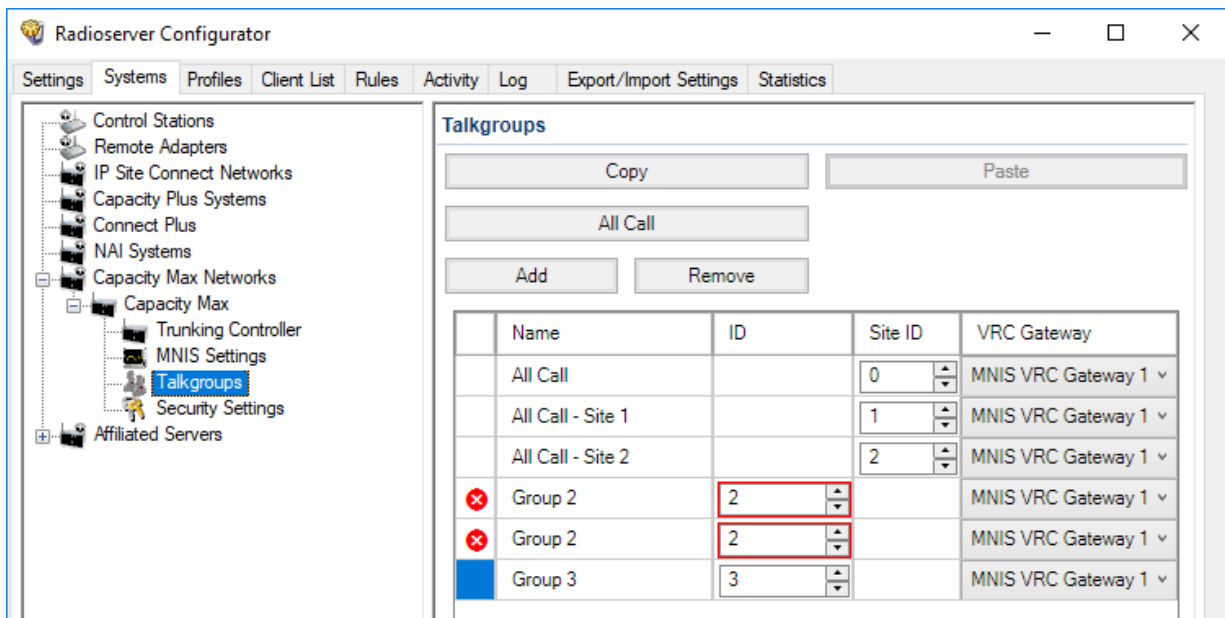 Radioserver Configurator
Settings Systems Profiles Client List Rules Activity Log Export/Import Settings Statistics
Control Stations
Remote Adapters
IP Site Connect Networks
Capacity Plus Systems
Connect Plus
NAI Systems
Capacity Max Networks
Capacity Max
Trunking Controller
MNIS Settings
Talkgroups
Security Settings
Affiliated Servers
Talkgroups
Copy Paste
All Call
Add Remove
Name ID Site ID VRC Gateway
All Call 0 MNIS VRC Gateway 1
All Call - Site 1 1 MNIS VRC Gateway 1
All Call - Site 2 2 MNIS VRC Gateway 1
Group 2 2 MNIS VRC Gateway 1
Group 2 2 MNIS VRC Gateway 1
Group 3 3 MNIS VRC Gateway 1